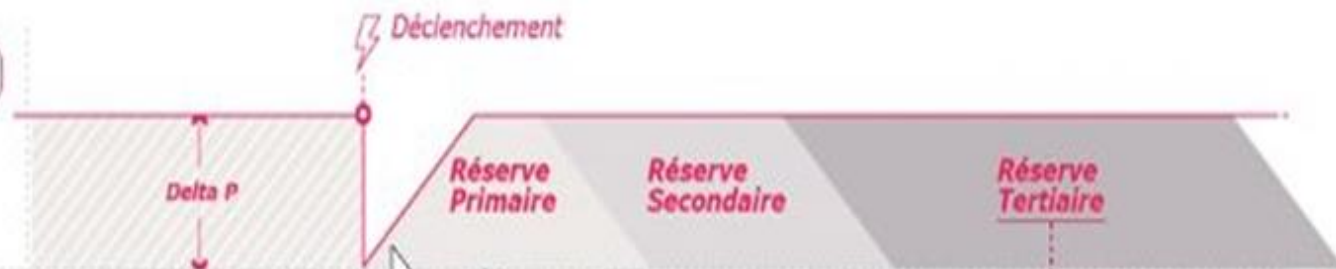 Déclenchement
Delta P
Réserve
Primaire
Réserve
Secondaire
Réserve
Tertiaire